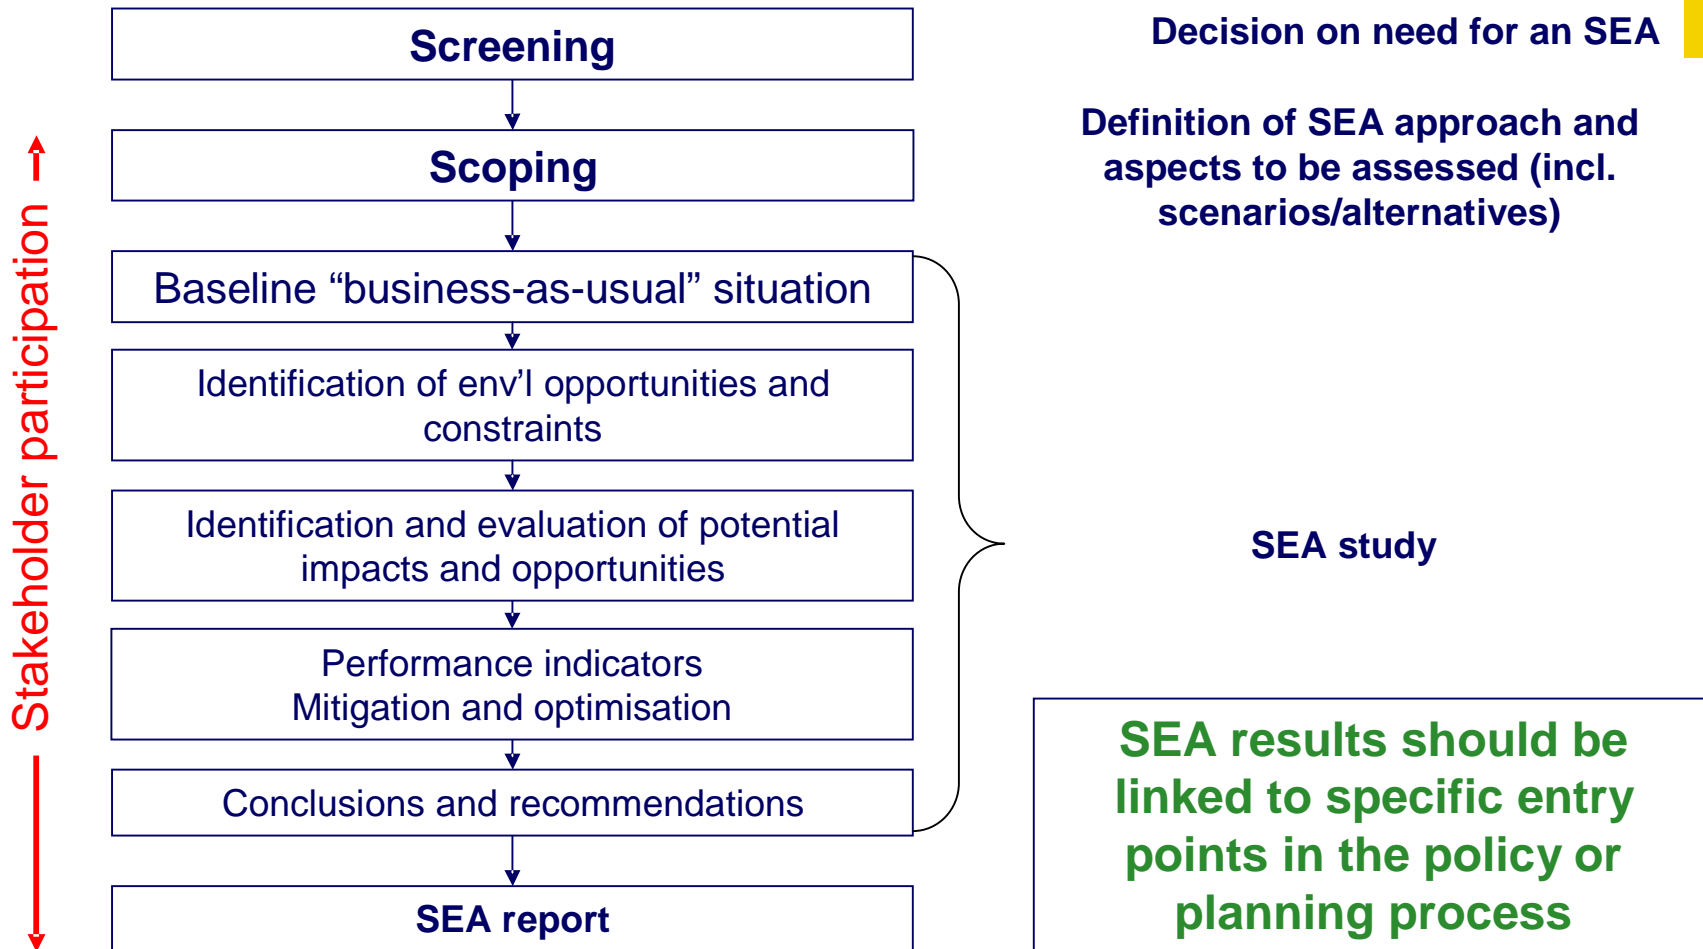 Screening
Decision on need for an SEA
Scoping
Definition of SEA approach and
aspects to be assessed (incl.
scenarios/alternatives)
Stakeholder participation
Baseline “business-as-usual” situation
Identification of env’l opportunities and
constraints
Identification and evaluation of potential
impacts and opportunities
SEA study
Performance indicators
Mitigation and optimisation
Conclusions and recommendations
SEA report
SEA results should be
linked to specific entry
points in the policy or
planning process